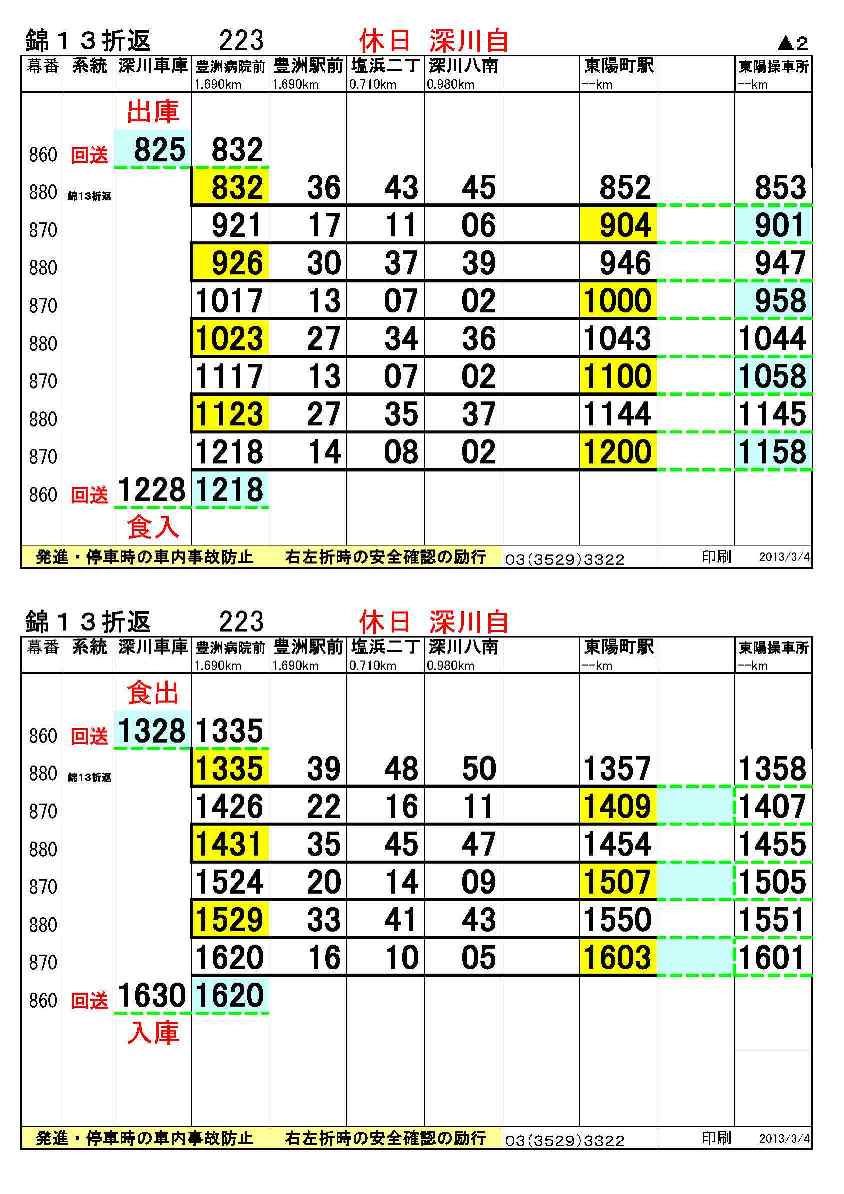 錦１３折返 223 休日 深川自 ▲2
幕番 系統 深川車庫 豊洲病院前 豊洲駅前 塩浜二丁 深川八南 東陽町駅 東陽操車所
1.690km 1.690km 0.710km 0.980km --km --km
出庫
860 回送 825 832
880 錦13折返 832 36 43 45 852 853
870 921 17 11 06 904 901
880 926 30 37 39 946 947
870 1017 13 07 02 1000 958
880 1023 27 34 36 1043 1044
870 1117 13 07 02 1100 1058
880 1123 27 35 37 1144 1145
870 1218 14 08 02 1200 1158
860 回送 1228 1218
食入
発進・停車時の車内事故防止 右左折時の安全確認の励行 03(3529)3322 印刷 2013/3/4
錦１３折返 223 休日 深川自
幕番 系統 深川車庫 豊洲病院前 豊洲駅前 塩浜二丁 深川八南 東陽町駅 東陽操車所
1.690km 1.690km 0.710km 0.980km --km --km
食出
860 回送 1328 1335
880 錦13折返 1335 39 48 50 1357 1358
870 1426 22 16 11 1409 1407
880 1431 35 45 47 1454 1455
870 1524 20 14 09 1507 1505
880 1529 33 41 43 1550 1551
870 1620 16 10 05 1603 1601
860 回送 1630 1620
入庫
発進・停車時の車内事故防止 右左折時の安全確認の励行 03(3529)3322 印刷 2013/3/4